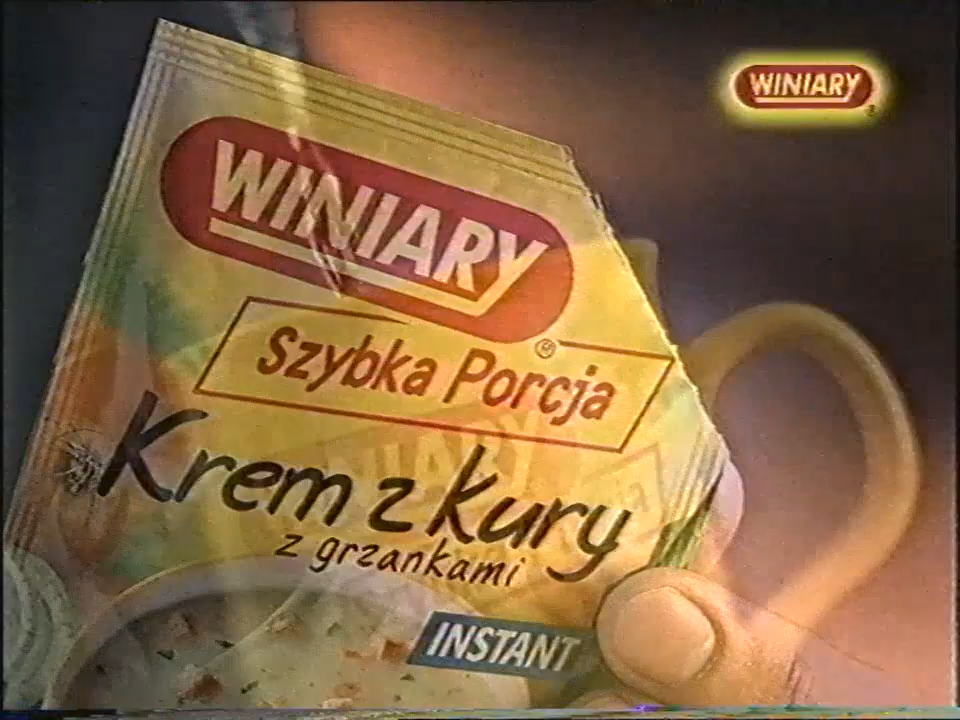 WINIARY
WINIARY
Szybka Porcja
Krem z kury
z grzankami
INSTANT